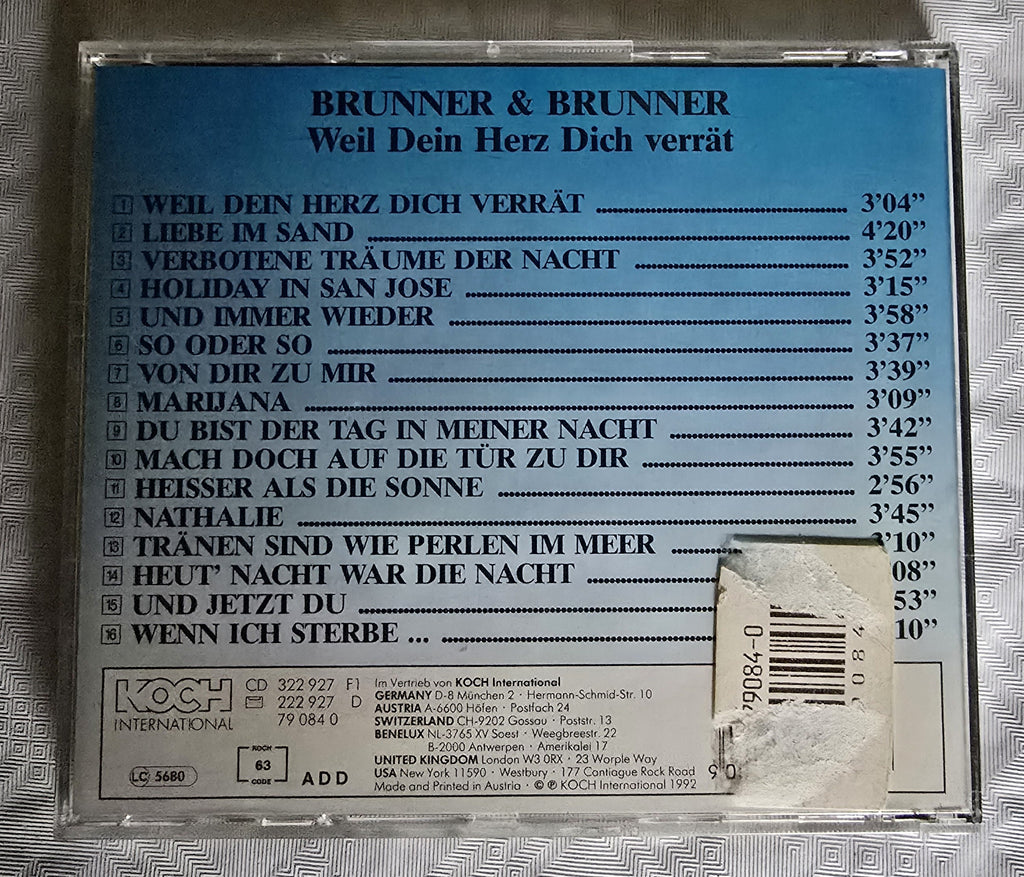 BRUNNER & BRUNNER
Weil Dein Herz Dich verrät
1 WEIL DEIN HERZ DICH VERRÄT 3’04”
2 LIEBE IM SAND 4’20”
3 VERBOTENE TRÄUME DER NACHT 3’52”
4 HOLIDAY IN SAN JOSE 3’15”
5 UND IMMER WIEDER 3’58”
6 SO ODER SO 3’37”
7 VON DIR ZU MIR 3’39”
8 MARIJANA 3’09”
9 DU BIST DER TAG IN MEINER NACHT 3’42”
10 MACH DOCH AUF DIE TÜR ZU DIR 3’55”
11 HEISSER ALS DIE SONNE 2’56”
12 NATHALIE 3’45”
13 TRÄNEN SIND WIE PERLEN IM MEER ’10”
14 HEUT’ NACHT WAR DIE NACHT 08”
15 UND JETZT DU 53”
16 WENN ICH STERBE ... 10”
KOCH
INTERNATIONAL
CD 322 927 F1
222 927 D
79 084 0
LC 5680
KOCH
63
CODE
ADD
Im Vertrieb von KOCH International
GERMANY D-8 München 2 · Hermann-Schmid-Str. 10
AUSTRIA A-6600 Höfen · Postfach 24
SWITZERLAND CH-9202 Gossau · Poststr. 13
BENELUX NL-3765 XV Soest · Weegbreestr. 22
B-2000 Antwerpen · Amerikalei 17
UNITED KINGDOM London W3 0RX · 23 Worple Way
USA New York 11590 · Westbury · 177 Cantiague Rock Road
Made and Printed in Austria · © ℗ KOCH International 1992
79084-0
9084
9 0